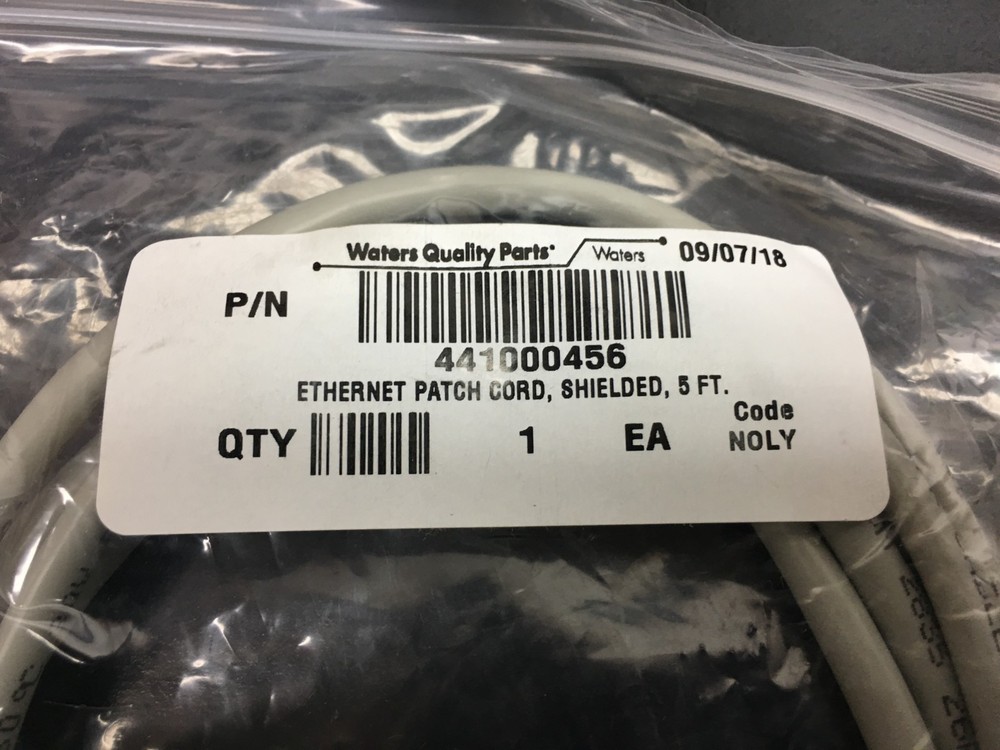 Waters Quality Parts
Waters
09/07/18
P/N
441000456
ETHERNET PATCH CORD, SHIELDED, 5 FT.
QTY 1 EA
Code
NOLY